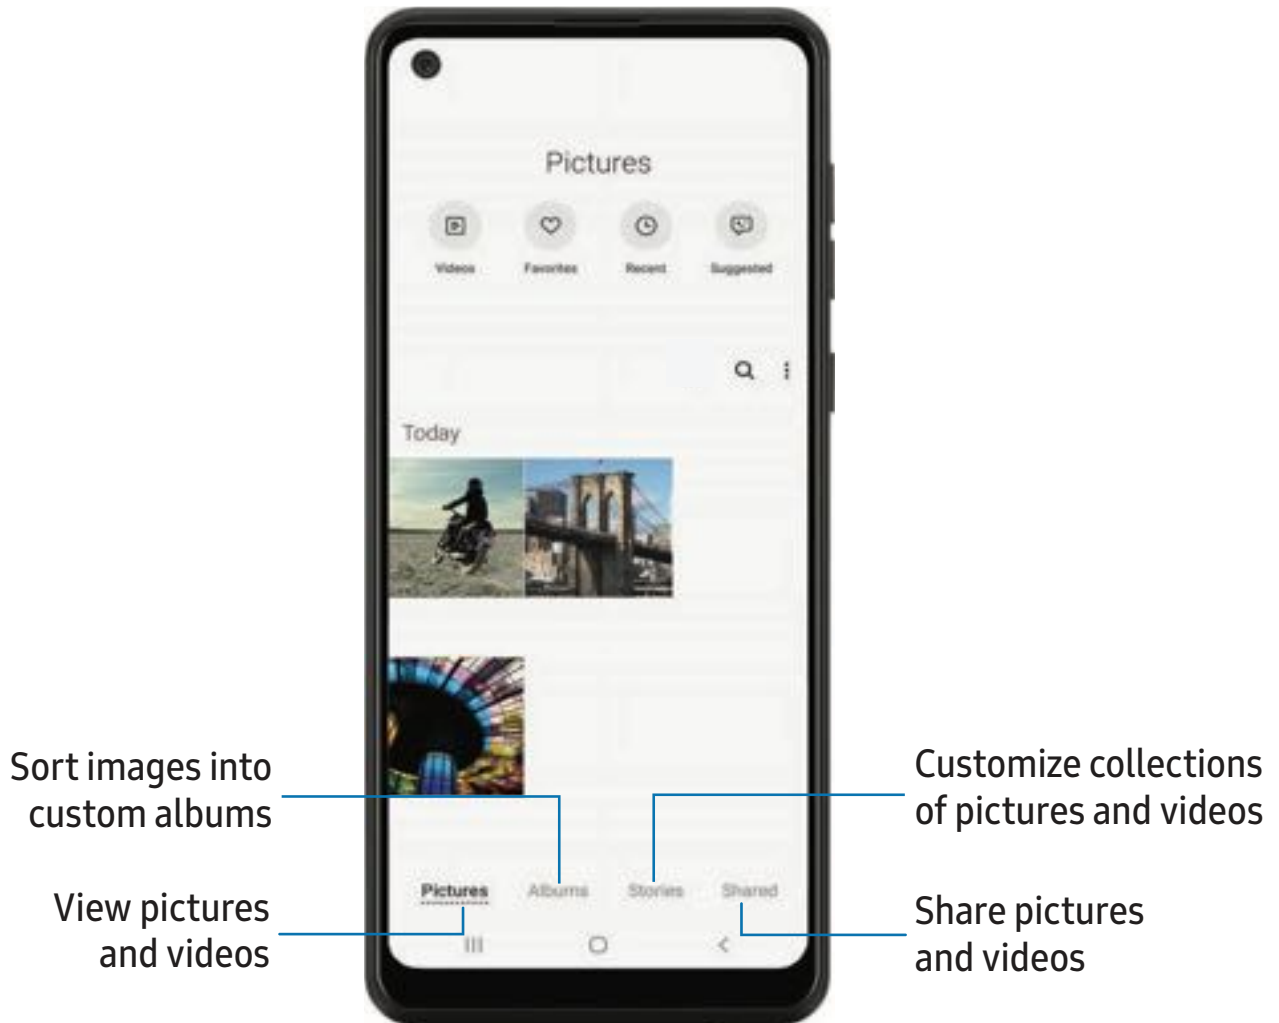 Pictures
Videos Favorites Recent Suggested
Today
Sort images into
custom albums
Customize collections
of pictures and videos
Pictures Albums Stories Shared
View pictures
and videos
Share pictures
and videos